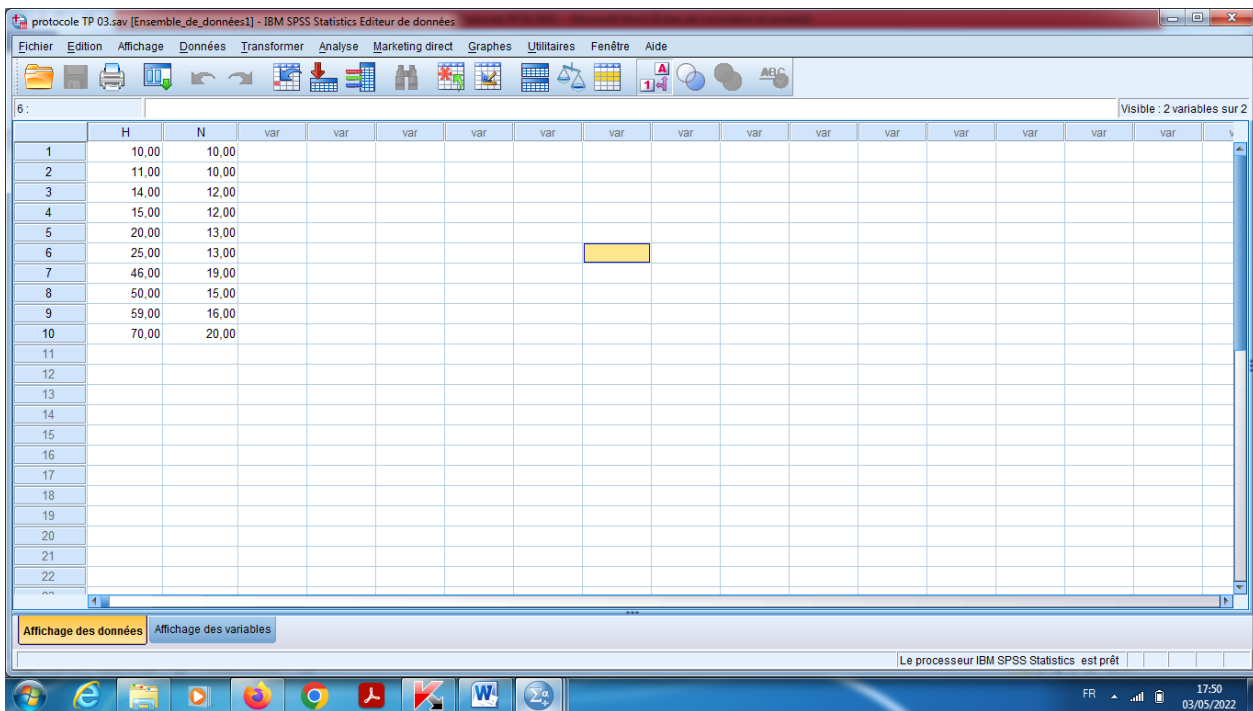 protocole TP 03.sav [Ensemble_de_données1] - IBM SPSS Statistics Editeur de données
Fichier Edition Affichage Données Transformer Analyse Marketing direct Graphes Utilitaires Fenêtre Aide
6 : Visible : 2 variables sur 2
H N var var var var var var var var var var var var var var
1 10,00 10,00
2 11,00 10,00
3 14,00 12,00
4 15,00 12,00
5 20,00 13,00
6 25,00 13,00
7 46,00 19,00
8 50,00 15,00
9 59,00 16,00
10 70,00 20,00
11
12
13
14
15
16
17
18
19
20
21
22
Affichage des données Affichage des variables
Le processeur IBM SPSS Statistics est prêt
FR 17:50
03/05/2022